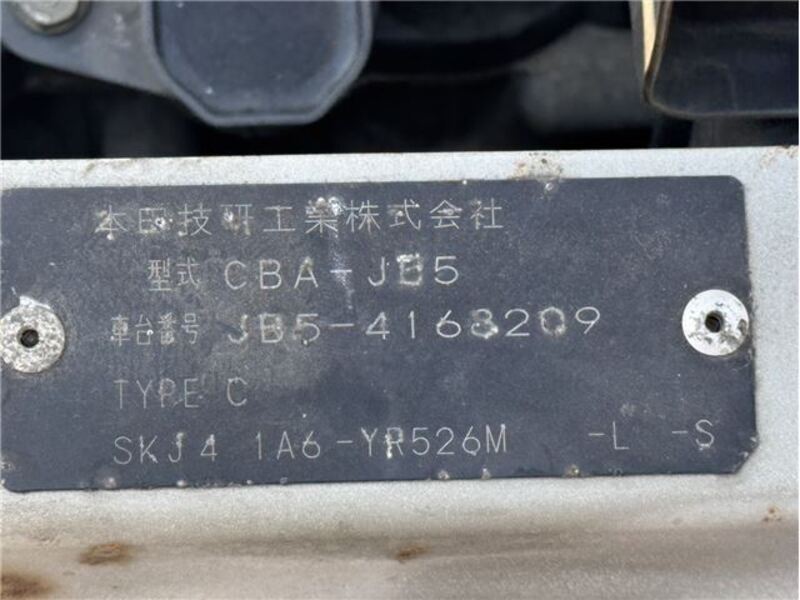 本田技研工業株式会社
型式 CBA-JB5
車台番号 JB5-4168209
TYPE C
SKJ4 1A6-YR526M -L -S